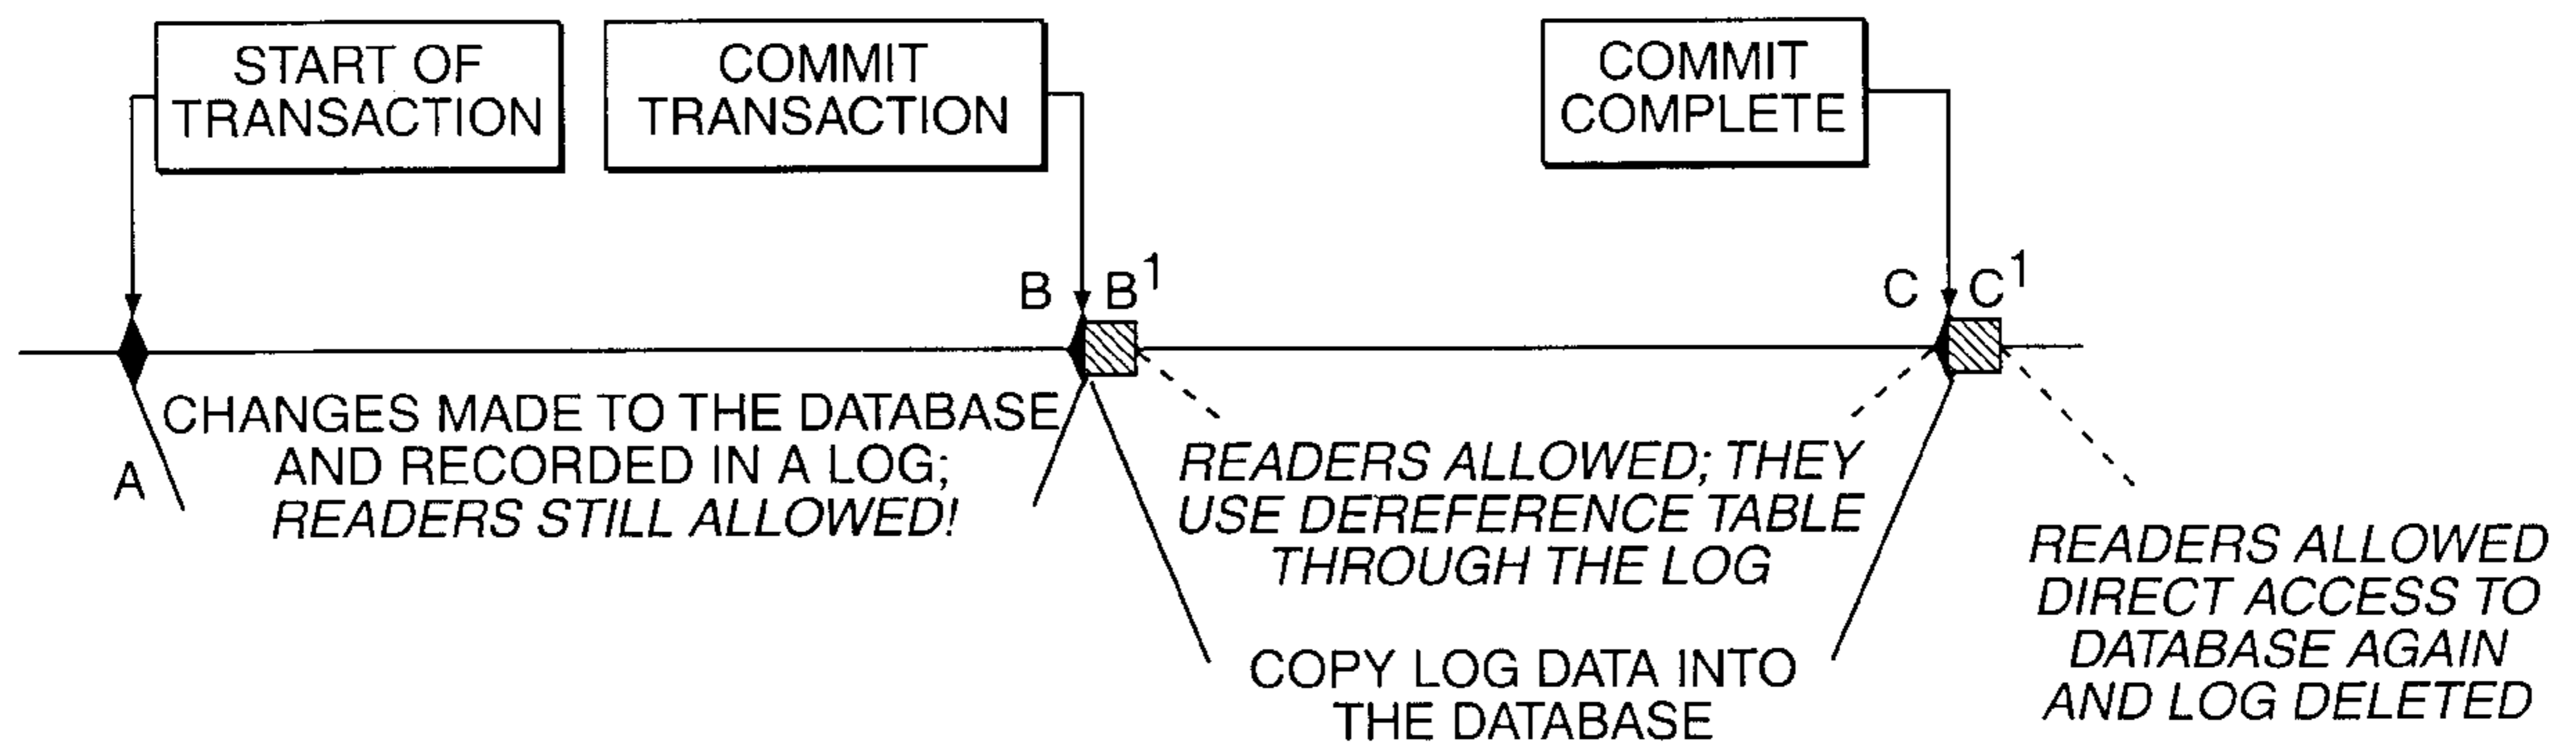 START OF
TRANSACTION
COMMIT
TRANSACTION
COMMIT
COMPLETE
B B¹
C C¹
A
CHANGES MADE TO THE DATABASE
AND RECORDED IN A LOG;
READERS STILL ALLOWED!
READERS ALLOWED; THEY
USE DEREFERENCE TABLE
THROUGH THE LOG
COPY LOG DATA INTO
THE DATABASE
READERS ALLOWED
DIRECT ACCESS TO
DATABASE AGAIN
AND LOG DELETED